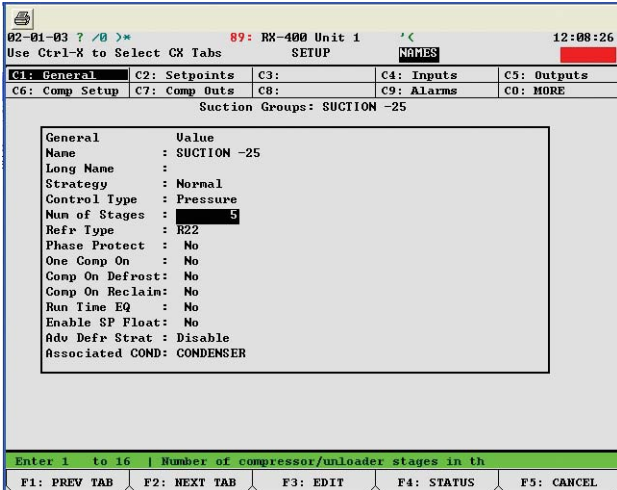 02-01-03 ? /0 >* 89: RX-400 Unit 1 '< 12:08:26
Use Ctrl-X to Select CX Tabs SETUP NAMES
C1: General C2: Setpoints C3: C4: Inputs C5: Outputs
C6: Comp Setup C7: Comp Outs C8: C9: Alarms C0: MORE
Suction Groups: SUCTION -25
General Value
Name : SUCTION -25
Long Name :
Strategy : Normal
Control Type : Pressure
Num of Stages : 5
Refr Type : R22
Phase Protect : No
One Comp On : No
Comp On Defrost: No
Comp On Reclaim: No
Run Time EQ : No
Enable SP Float: No
Adv Defr Strat : Disable
Associated COND: CONDENSER
Enter 1 to 16 | Number of compressor/unloader stages in th
F1: PREV TAB F2: NEXT TAB F3: EDIT F4: STATUS F5: CANCEL